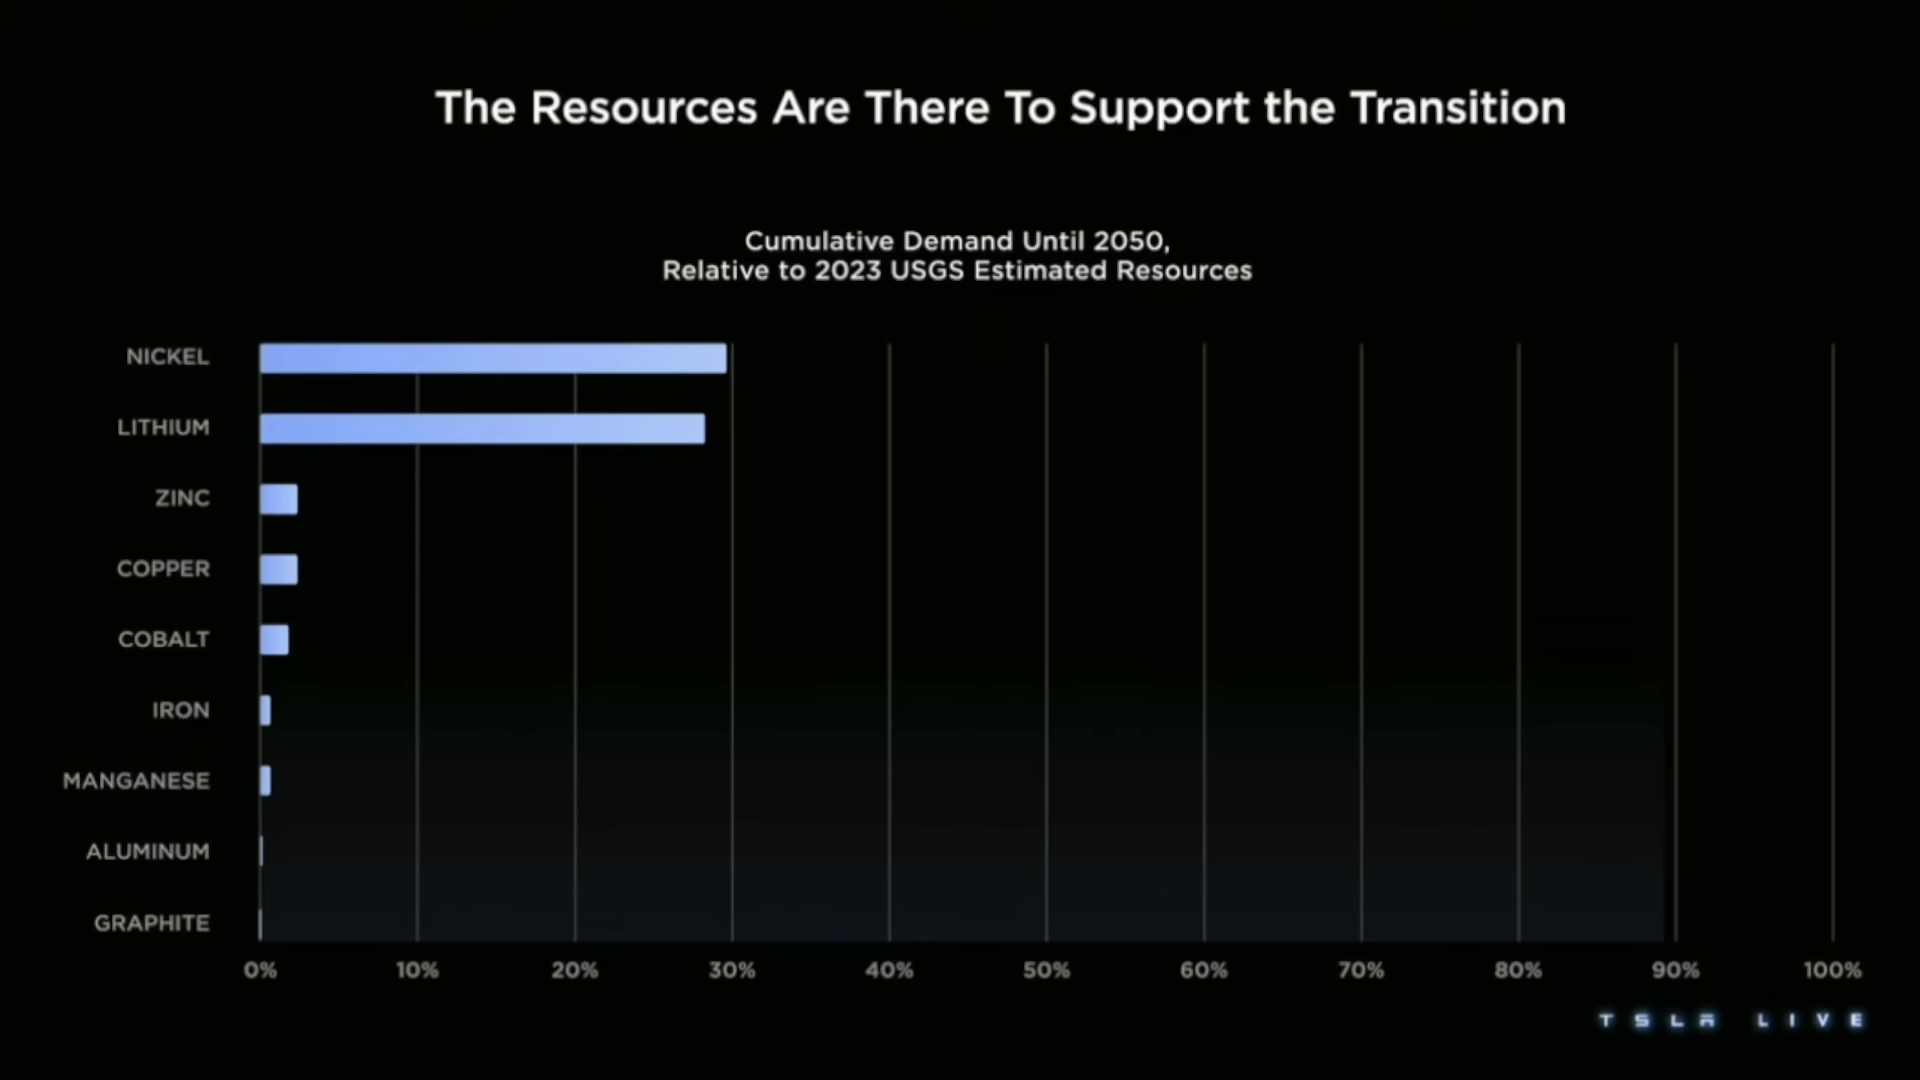 The Resources Are There To Support the Transition
Cumulative Demand Until 2050,
Relative to 2023 USGS Estimated Resources
NICKEL
LITHIUM
ZINC
COPPER
COBALT
IRON
MANGANESE
ALUMINUM
GRAPHITE
0% 10% 20% 30% 40% 50% 60% 70% 80% 90% 100%
TSLA LIVE